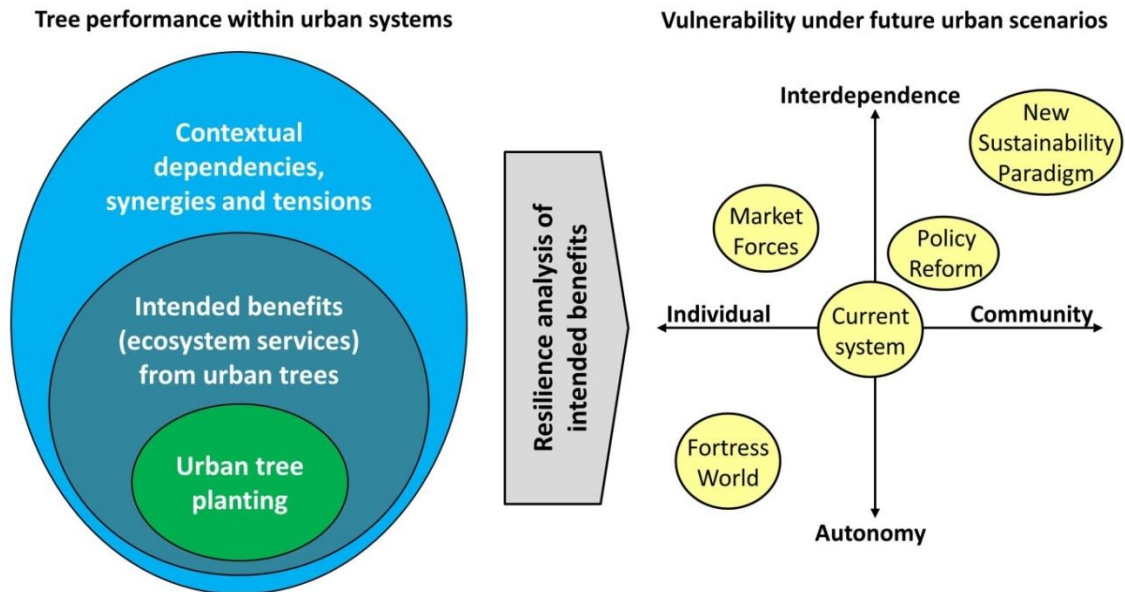 Tree performance within urban systems
Contextual
dependencies,
synergies and tensions
Intended benefits
(ecosystem services)
from urban trees
Urban tree
planting
Resilience analysis of
intended benefits
Vulnerability under future urban scenarios
Interdependence
New
Sustainability
Paradigm
Market
Forces
Policy
Reform
Individual
Current
system
Community
Fortress
World
Autonomy